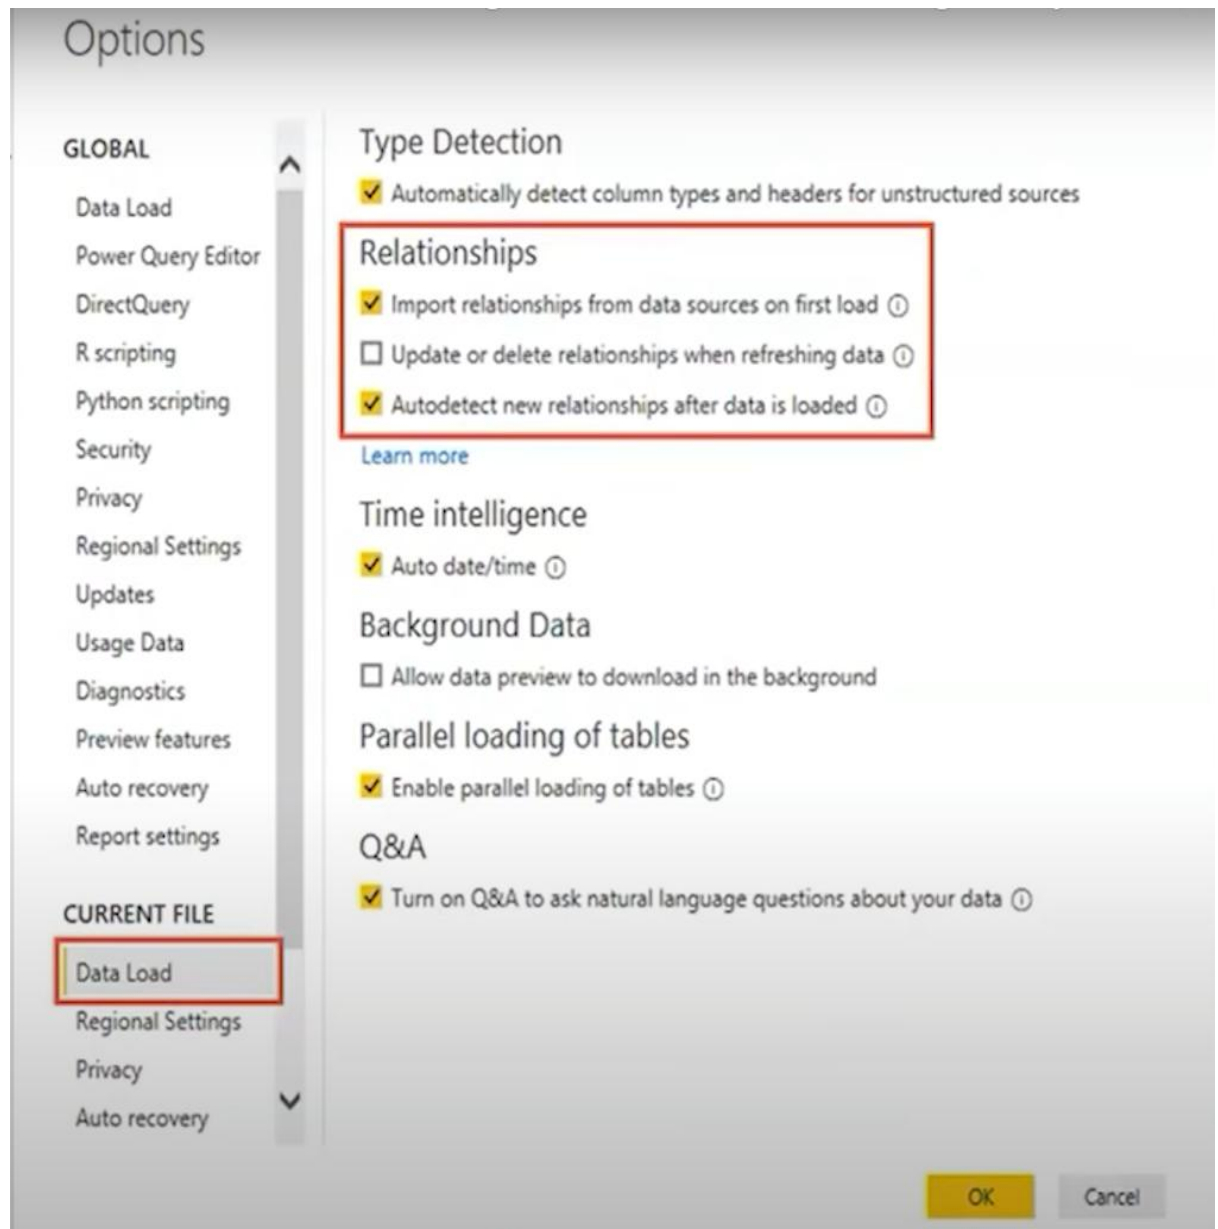 Options
GLOBAL
Data Load
Power Query Editor
DirectQuery
R scripting
Python scripting
Security
Privacy
Regional Settings
Updates
Usage Data
Diagnostics
Preview features
Auto recovery
Report settings
CURRENT FILE
Data Load
Regional Settings
Privacy
Auto recovery
Type Detection
Automatically detect column types and headers for unstructured sources
Relationships
Import relationships from data sources on first load
Update or delete relationships when refreshing data
Autodetect new relationships after data is loaded
Learn more
Time intelligence
Auto date/time
Background Data
Allow data preview to download in the background
Parallel loading of tables
Enable parallel loading of tables
Q&A
Turn on Q&A to ask natural language questions about your data
OK
Cancel